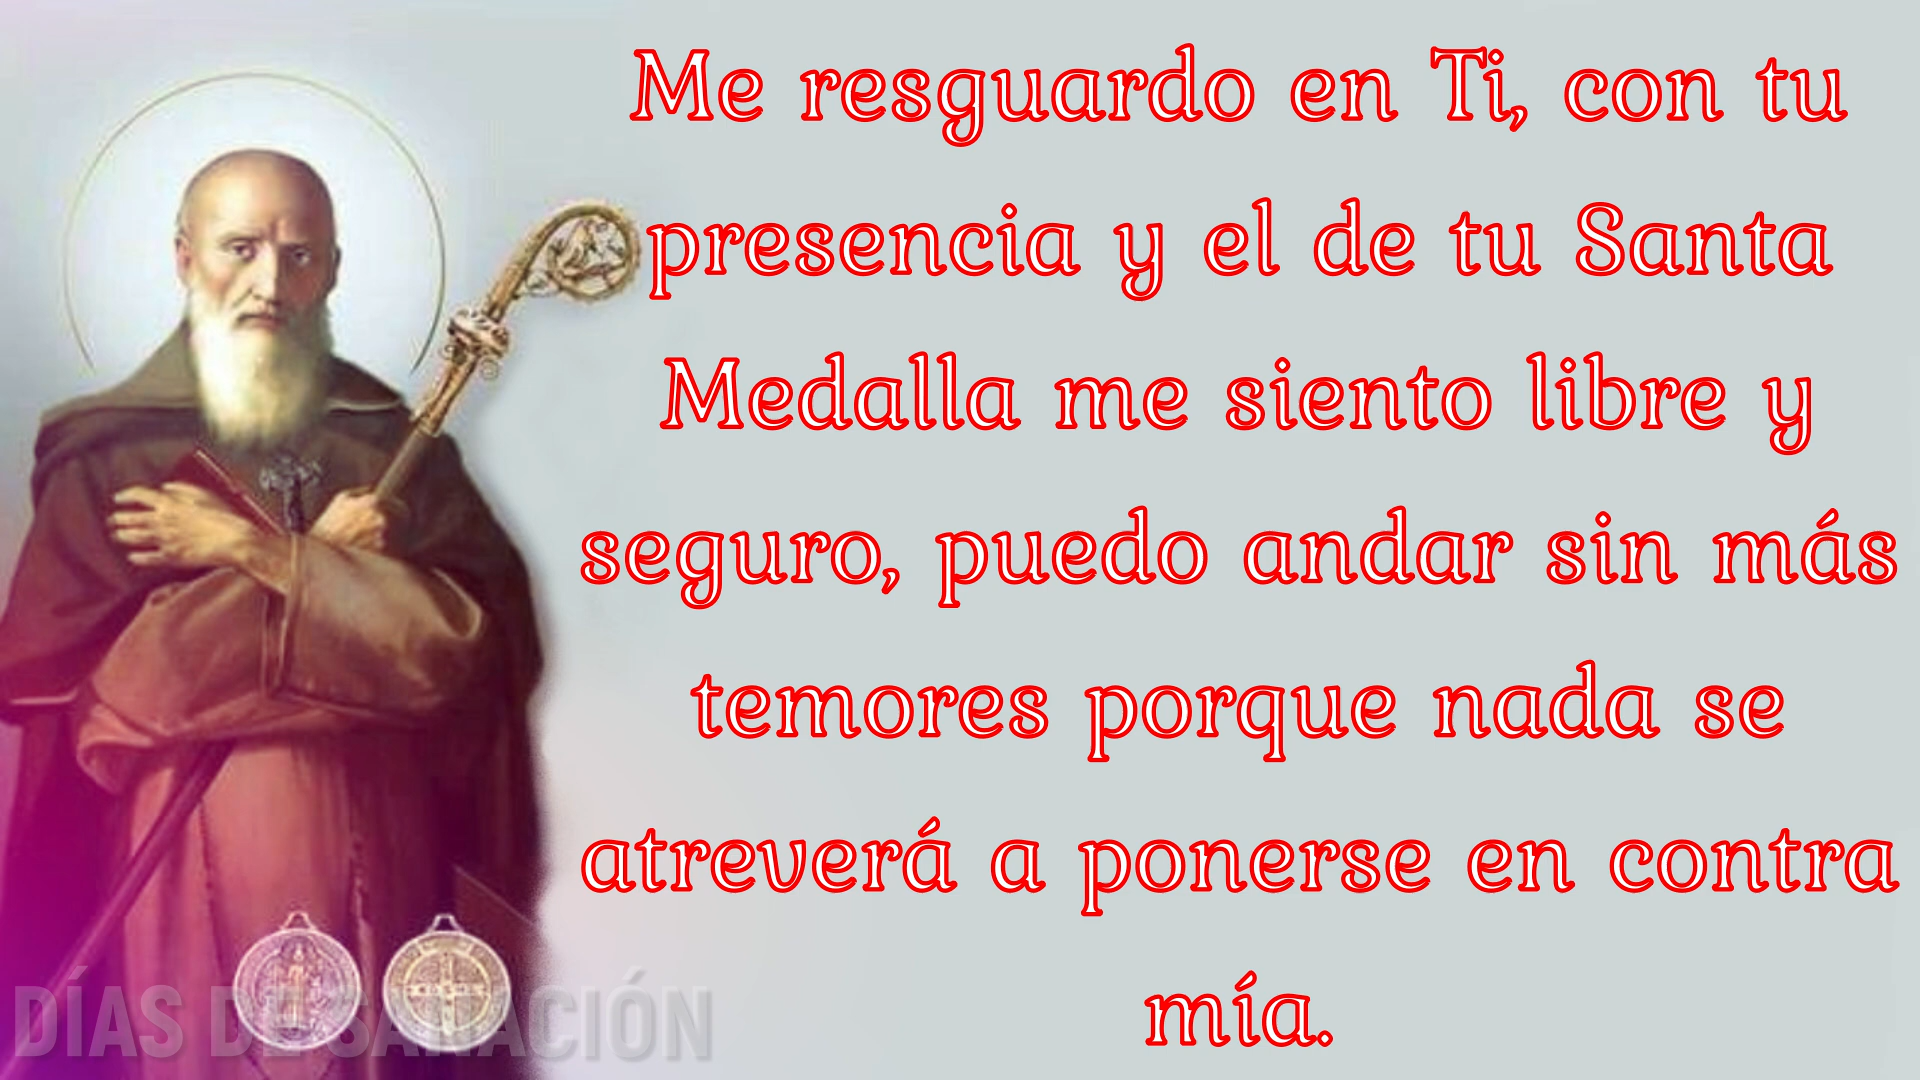 Me resguardo en Ti, con tu
presencia y el de tu Santa
Medalla me siento libre y
seguro, puedo andar sin más
temores porque nada se
atreverá a ponerse en contra
mía.
DÍAS DE SANACIÓN